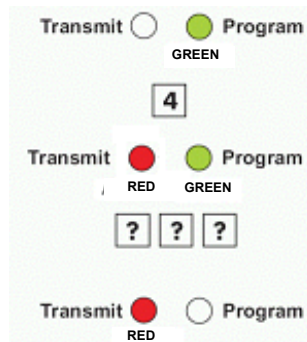 Transmit Program
GREEN
4
Transmit Program
RED GREEN
? ? ?
Transmit Program
RED